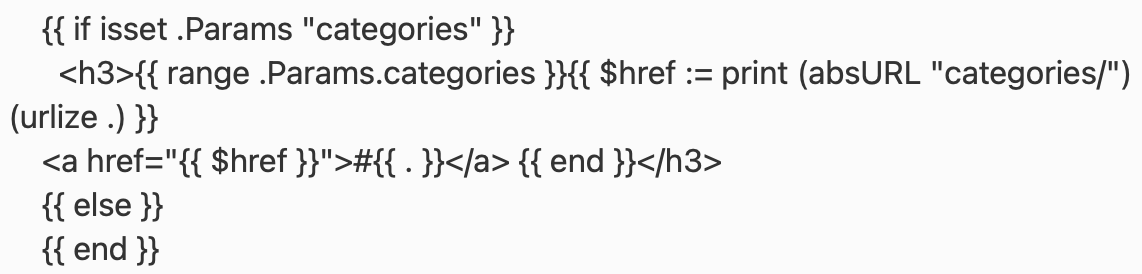 {{ if isset .Params "categories" }}
<h3>{{ range .Params.categories }}{{ $href := print (absURL "categories/")
(urlize .) }}
<a href="{{ $href }}">#{{ . }}</a> {{ end }}</h3>
{{ else }}
{{ end }}